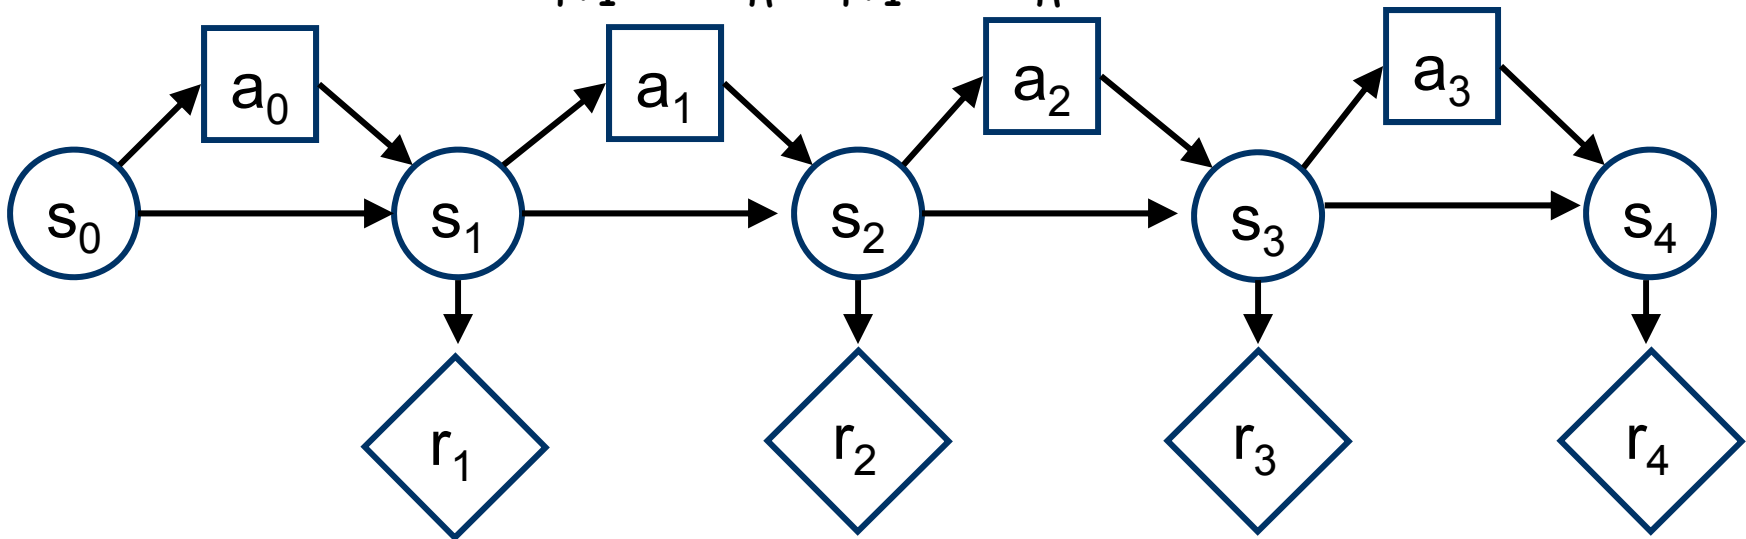 a₀ a₁ a₂ a₃
s₀ s₁ s₂ s₃ s₄
r₁ r₂ r₃ r₄